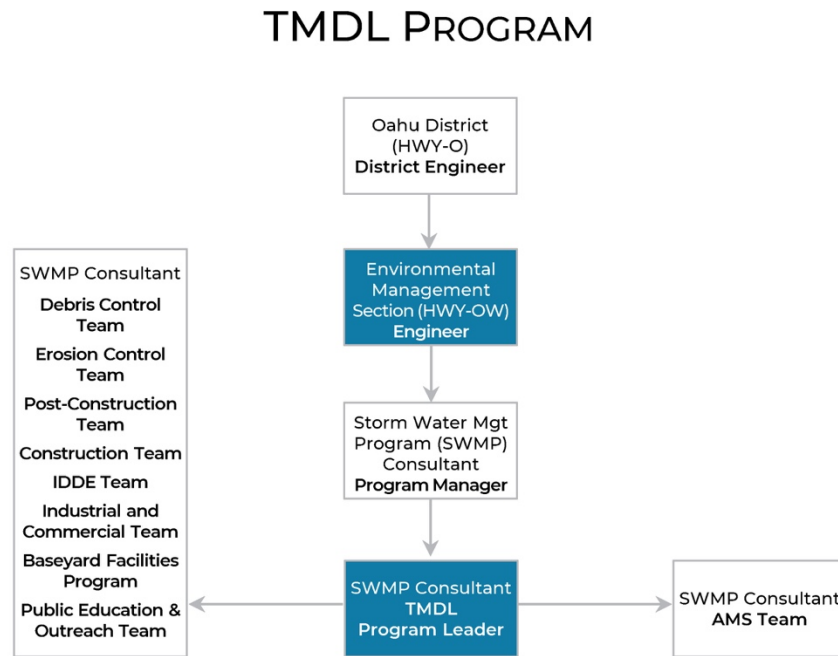 TMDL PROGRAM
Oahu District
(HWY-O)
District Engineer
Environmental
Management
Section (HWY-OW)
Engineer
Storm Water Mgt
Program (SWMP)
Consultant
Program Manager
SWMP Consultant
Debris Control
Team
Erosion Control
Team
Post-Construction
Team
Construction Team
IDDE Team
Industrial and
Commercial Team
Baseyard Facilities
Program
Public Education &
Outreach Team
SWMP Consultant
TMDL
Program Leader
SWMP Consultant
AMS Team